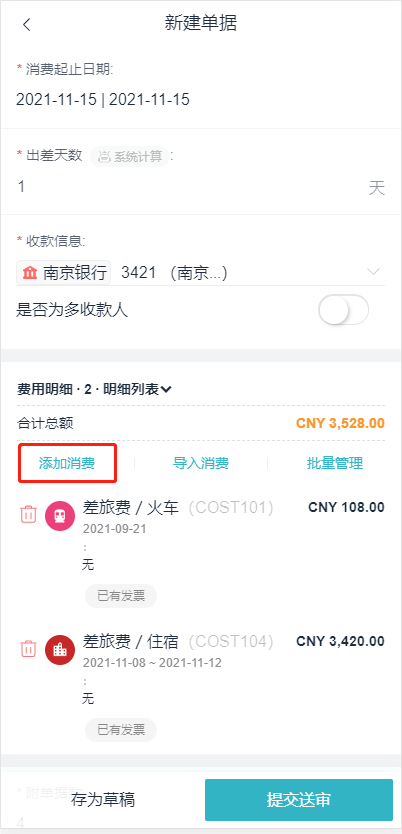 新建单据
* 消费起止日期:
2021-11-15 | 2021-11-15
* 出差天数 系统计算 :
1 天
* 收款信息:
南京银行 3421 （南京...）
是否为多收款人
费用明细 · 2 · 明细列表
合计总额 CNY 3,528.00
添加消费 导入消费 批量管理
差旅费 / 火车 （COST101） CNY 108.00
2021-09-21
:
无
已有发票
差旅费 / 住宿 （COST104） CNY 3,420.00
2021-11-08 ~ 2021-11-12
:
无
已有发票
* 附单据
存为草稿 提交送审
4